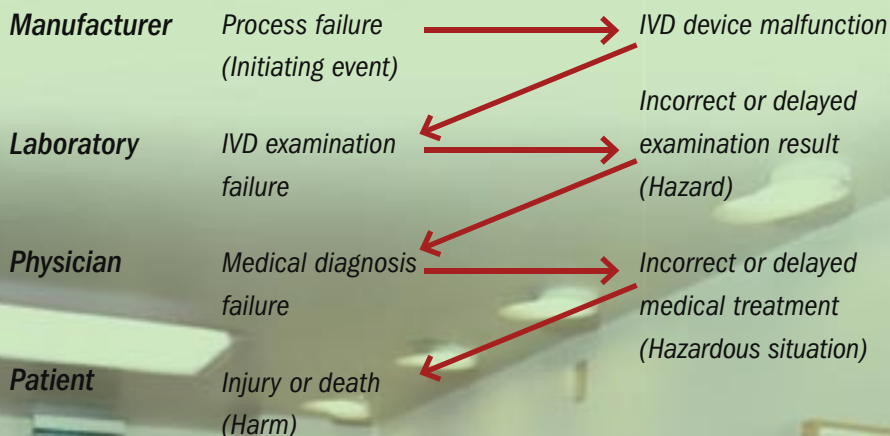 Manufacturer Process failure IVD device malfunction
(Initiating event)
Incorrect or delayed
Laboratory IVD examination examination result
failure (Hazard)
Physician Medical diagnosis Incorrect or delayed
failure medical treatment
(Hazardous situation)
Patient Injury or death
(Harm)